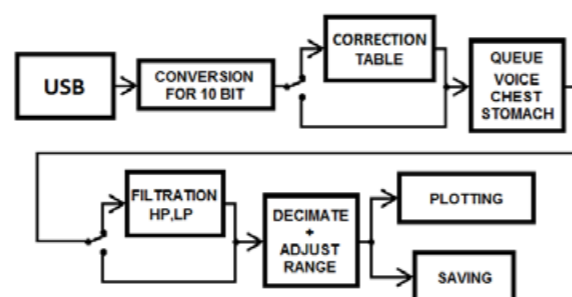 USB
CONVERSION
FOR 10 BIT
CORRECTION
TABLE
QUEUE
VOICE
CHEST
STOMACH
FILTRATION
HP,LP
DECIMATE
+
ADJUST
RANGE
PLOTTING
SAVING